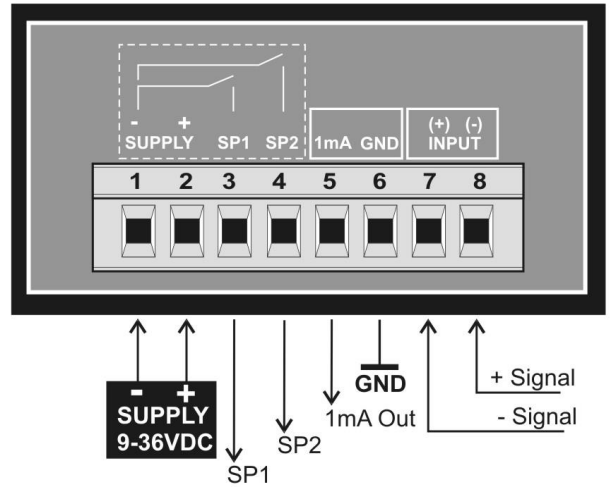 - +
SUPPLY SP1 SP2 1mA GND
(+) (-)
INPUT
1 2 3 4 5 6 7 8
- +
SUPPLY
9-36VDC
SP1
SP2
1mA Out
GND
+ Signal
- Signal